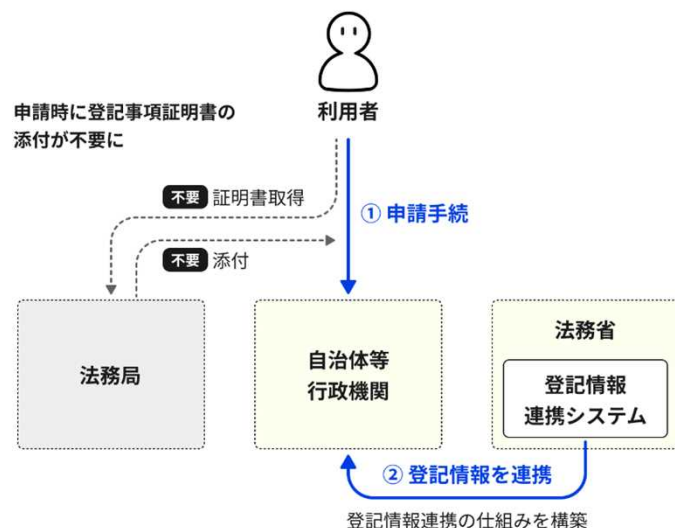 利用者
申請時に登記事項証明書の
添付が不要に
不要 証明書取得
① 申請手続
不要 添付
法務局
自治体等
行政機関
法務省
登記情報
連携システム
② 登記情報を連携
登記情報連携の仕組みを構築